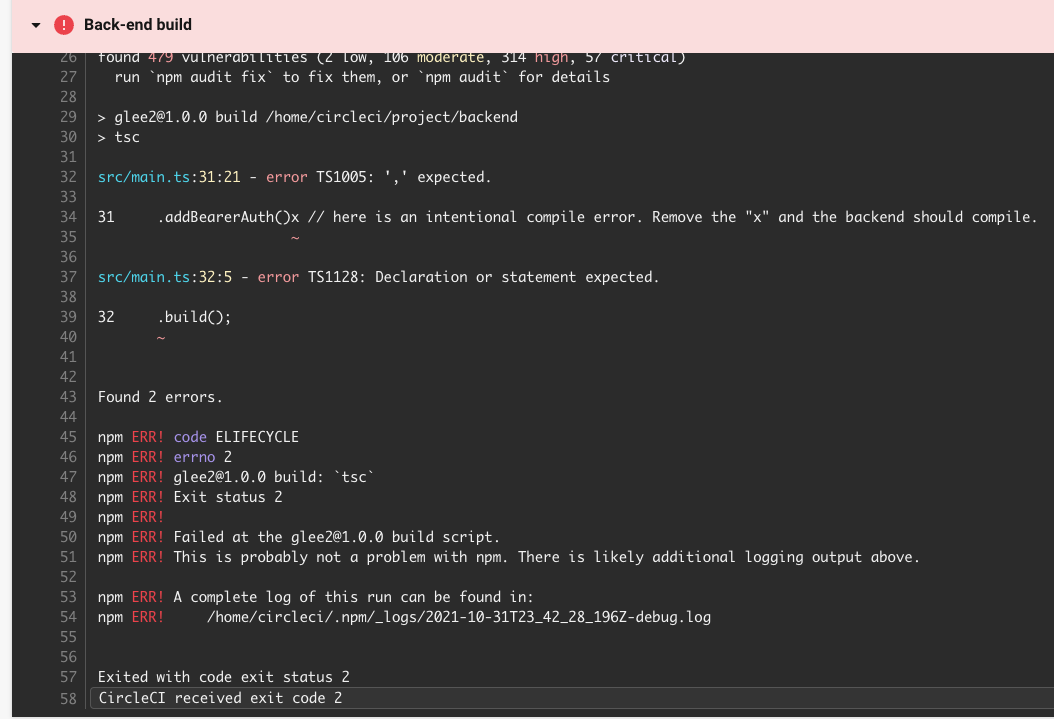 Back-end build
26 found 479 vulnerabilities (2 low, 106 moderate, 314 high, 57 critical)
27   run `npm audit fix` to fix them, or `npm audit` for details
28
29 > glee2@1.0.0 build /home/circleci/project/backend
30 > tsc
31
32 src/main.ts:31:21 - error TS1005: ',' expected.
33
34 31     .addBearerAuth()x // here is an intentional compile error. Remove the "x" and the backend should compile.
35                        ~
36
37 src/main.ts:32:5 - error TS1128: Declaration or statement expected.
38
39 32     .build();
40        ~
41
42
43 Found 2 errors.
44
45 npm ERR! code ELIFECYCLE
46 npm ERR! errno 2
47 npm ERR! glee2@1.0.0 build: `tsc`
48 npm ERR! Exit status 2
49 npm ERR!
50 npm ERR! Failed at the glee2@1.0.0 build script.
51 npm ERR! This is probably not a problem with npm. There is likely additional logging output above.
52
53 npm ERR! A complete log of this run can be found in:
54 npm ERR!     /home/circleci/.npm/_logs/2021-10-31T23_42_28_196Z-debug.log
55
56
57 Exited with code exit status 2
58 CircleCI received exit code 2